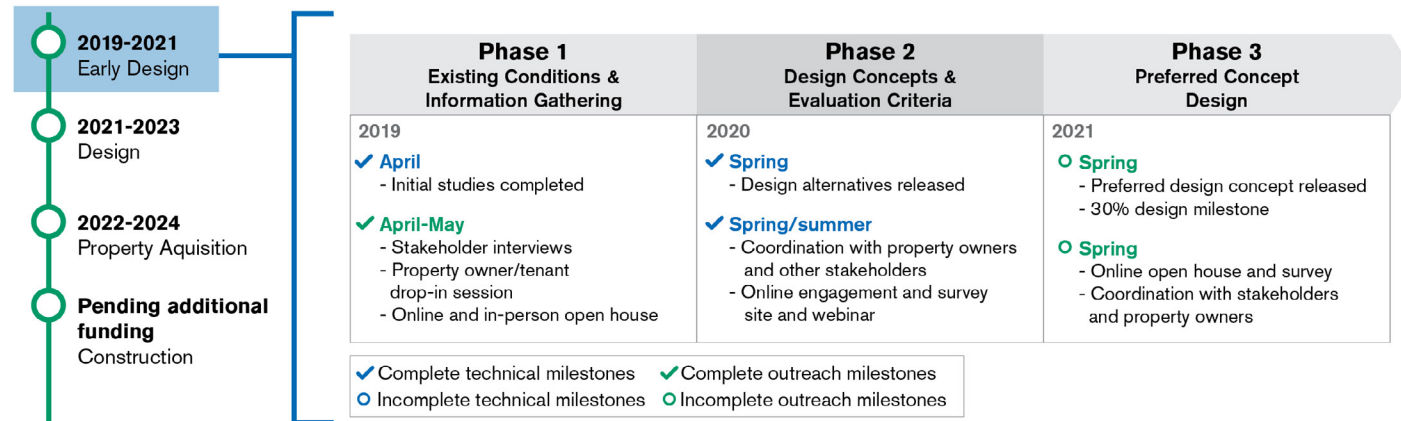 2019-2021
Early Design
2021-2023
Design
2022-2024
Property Aquisition
Pending additional
funding
Construction
Phase 1
Existing Conditions &
Information Gathering
Phase 2
Design Concepts &
Evaluation Criteria
Phase 3
Preferred Concept
Design
2019
April
- Initial studies completed
April-May
- Stakeholder interviews
- Property owner/tenant
drop-in session
- Online and in-person open house
2020
Spring
- Design alternatives released
Spring/summer
- Coordination with property owners
and other stakeholders
- Online engagement and survey
site and webinar
2021
Spring
- Preferred design concept released
- 30% design milestone
Spring
- Online open house and survey
- Coordination with stakeholders
and property owners
Complete technical milestones
Complete outreach milestones
Incomplete technical milestones
Incomplete outreach milestones